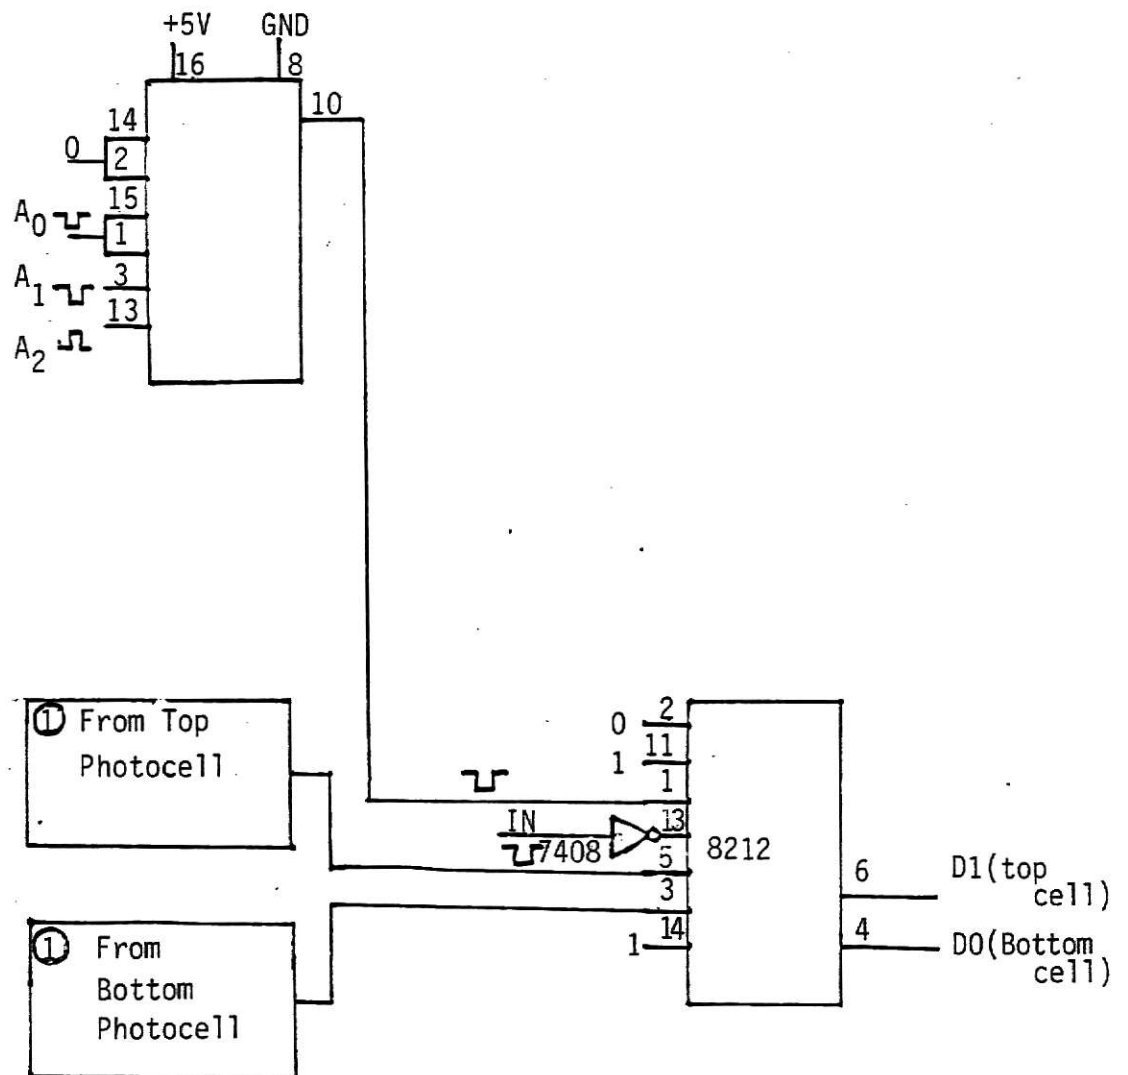 +5V GND
16 8
10
14
0 2
15
A0 1
A1 3
13
A2
1 From Top
Photocell
0 2
1 11
1
IN 13
7408 8212
5
3
14
1
6 D1(top
cell)
4 D0(Bottom
cell)
1 From
Bottom
Photocell